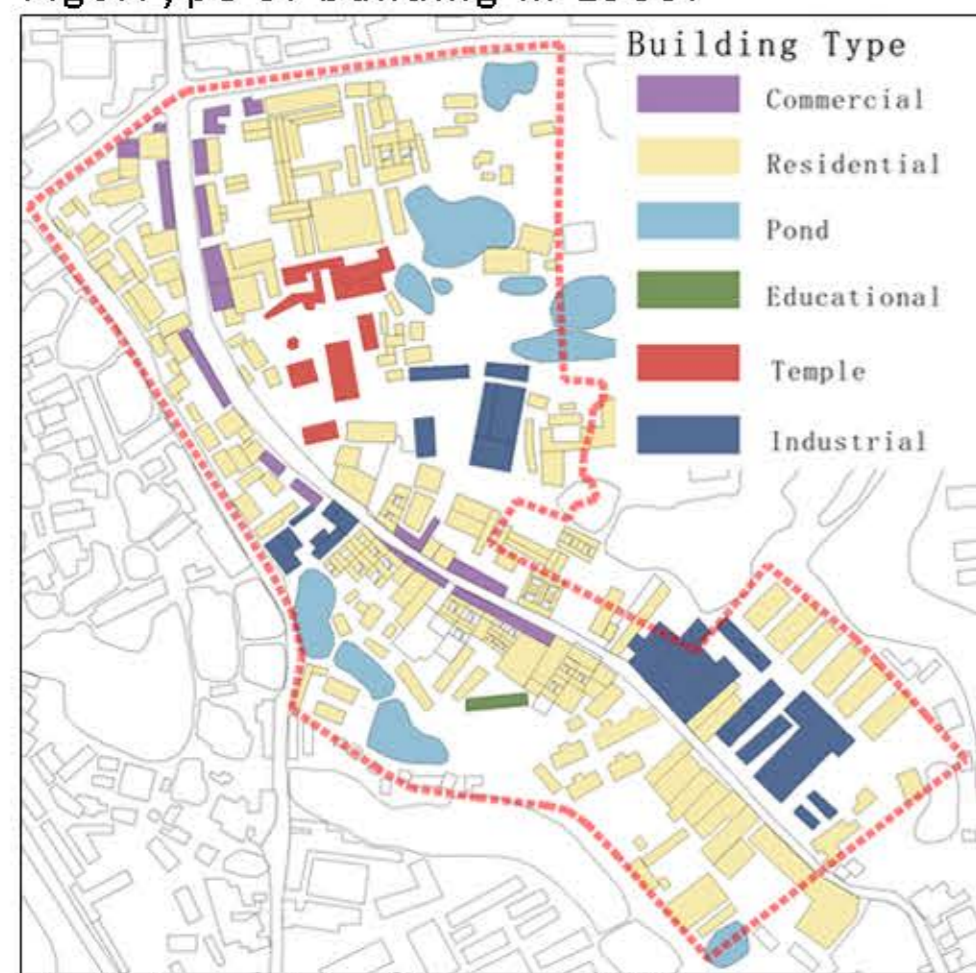 Building Type
Commercial
Residential
Pond
Educational
Temple
Industrial